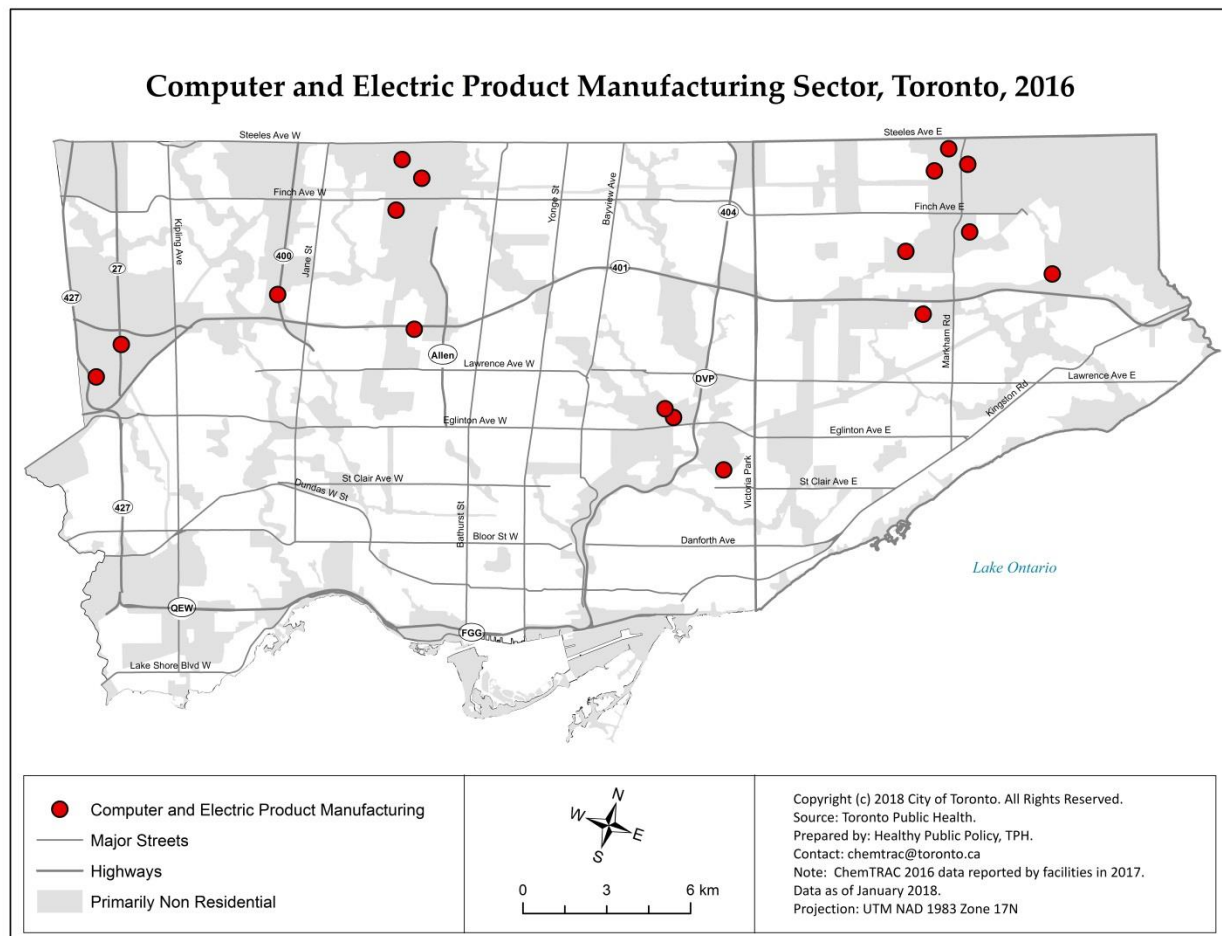 Computer and Electric Product Manufacturing Sector, Toronto, 2016
Steeles Ave W
Steeles Ave E
Finch Ave W
Finch Ave E
Kipling Ave
Jane St
Yonge St
Bayview Ave
404
27
400
401
427
Markham Rd
Allen
Lawrence Ave W
DVP
Lawrence Ave E
Kingston Rd
Eglinton Ave W
Eglinton Ave E
St Clair Ave W
St Clair Ave E
Dundas W St
Victoria Park
427
Bathurst St
Bloor St W
Danforth Ave
Lake Ontario
QEW
FGG
Lake Shore Blvd W
Computer and Electric Product Manufacturing
Major Streets
Highways
Primarily Non Residential
N
W
E
S
0 3 6 km
Copyright (c) 2018 City of Toronto. All Rights Reserved.
Source: Toronto Public Health.
Prepared by: Healthy Public Policy, TPH.
Contact: chemtrac@toronto.ca
Note: ChemTRAC 2016 data reported by facilities in 2017.
Data as of January 2018.
Projection: UTM NAD 1983 Zone 17N